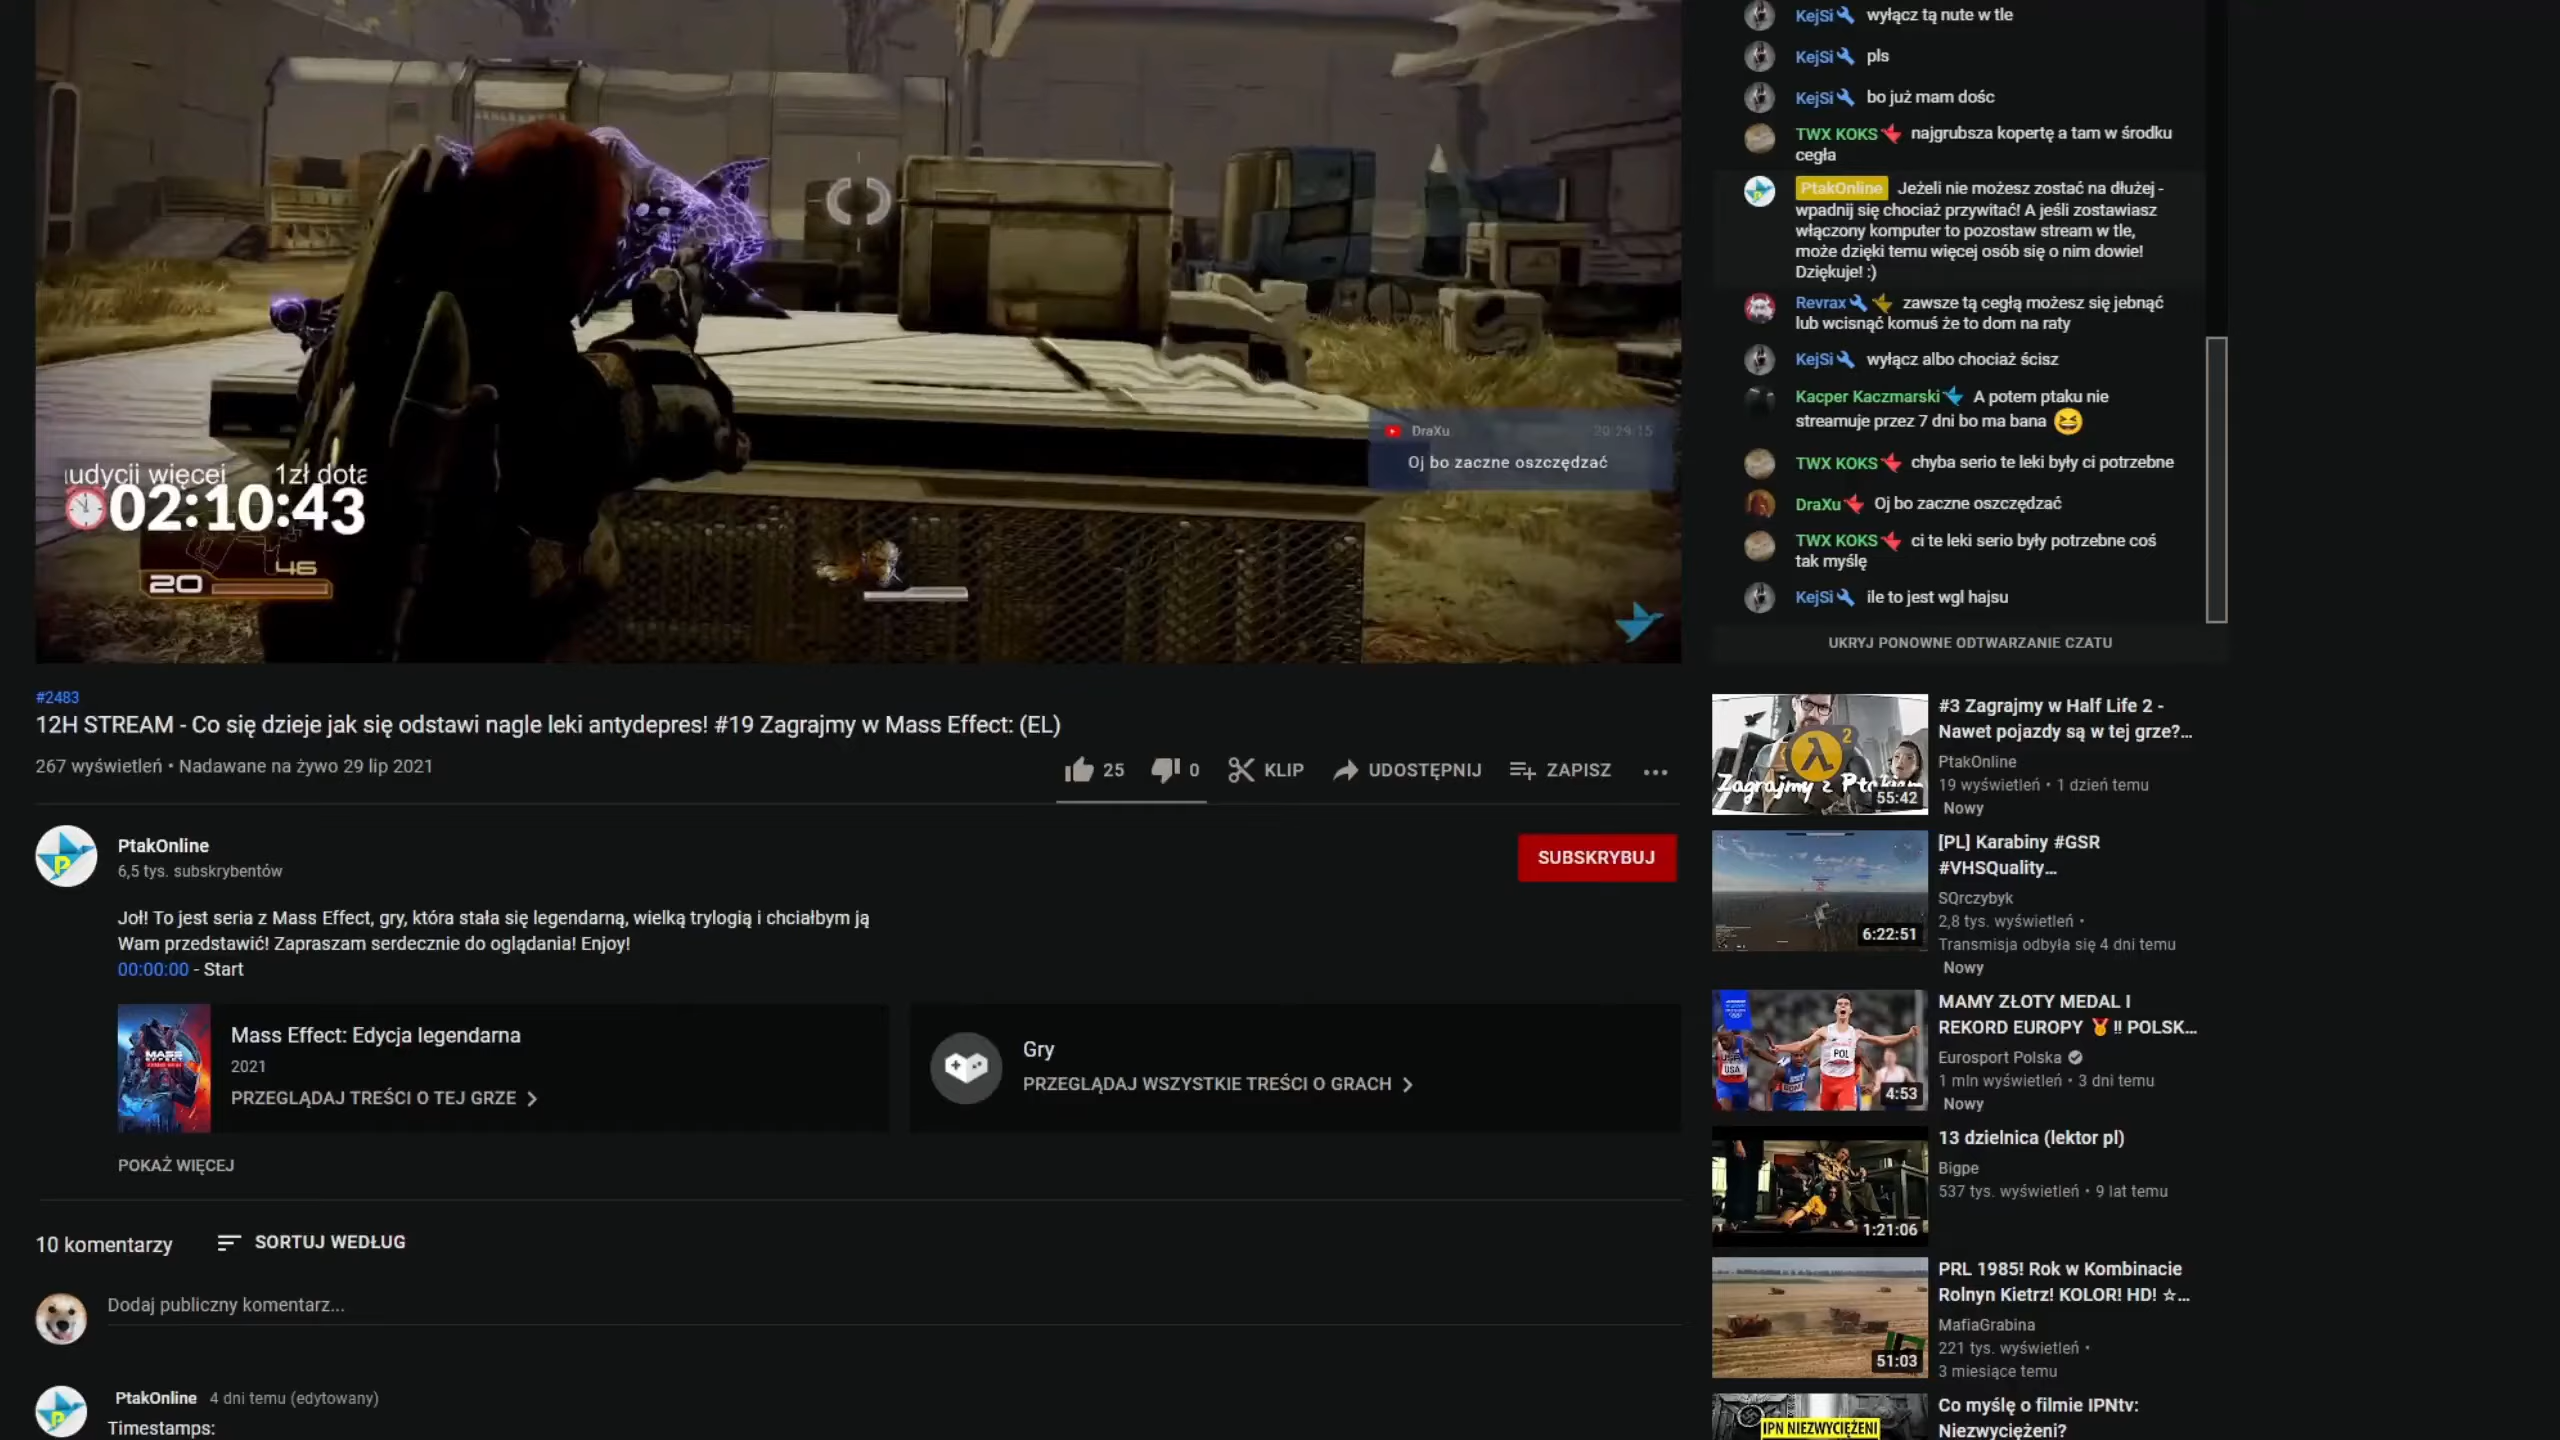 KejSi wyłącz tą nute w tle
KejSi pls
KejSi bo już mam dośc
TWX KOKS najgrubsza kopertę a tam w środku
cegła
PtakOnline Jeżeli nie możesz zostać na dłużej -
wpadnij się chociaż przywitać! A jeśli zostawiasz
włączony komputer to pozostaw stream w tle,
może dzięki temu więcej osób się o nim dowie!
Dziękuje! :)
Revrax zawsze tą cegłą możesz się jebnąć
lub wcisnąć komuś że to dom na raty
KejSi wyłącz albo chociaż ścisz
Kacper Kaczmarski A potem ptaku nie
streamuje przez 7 dni bo ma bana 😆
TWX KOKS chyba serio te leki były ci potrzebne
DraXu Oj bo zaczne oszczędzać
TWX KOKS ci te leki serio były potrzebne coś
tak myślę
KejSi ile to jest wgl hajsu
UKRYJ PONOWNE ODTWARZANIE CZATU
DraXu 20:29:15
Oj bo zaczne oszczędzać
udycji więcej 1zł dota
02:10:43
46
20
#2483
12H STREAM - Co się dzieje jak się odstawi nagle leki antydepres! #19 Zagrajmy w Mass Effect: (EL)
267 wyświetleń • Nadawane na żywo 29 lip 2021
25 0 KLIP UDOSTĘPNIJ ZAPISZ ...
PtakOnline
6,5 tys. subskrybentów
SUBSKRYBUJ
Joł! To jest seria z Mass Effect, gry, która stała się legendarną, wielką trylogią i chciałbym ją
Wam przedstawić! Zapraszam serdecznie do oglądania! Enjoy!
00:00:00 - Start
MASS EFFECT
Mass Effect: Edycja legendarna
2021
PRZEGLĄDAJ TREŚCI O TEJ GRZE
Gry
PRZEGLĄDAJ WSZYSTKIE TREŚCI O GRACH
POKAŻ WIĘCEJ
10 komentarzy SORTUJ WEDŁUG
Dodaj publiczny komentarz...
PtakOnline 4 dni temu (edytowany)
Timestamps:
Zagrajmy z Ptakiem
55:42
#3 Zagrajmy w Half Life 2 -
Nawet pojazdy są w tej grze?...
PtakOnline
19 wyświetleń • 1 dzień temu
Nowy
6:22:51
[PL] Karabiny #GSR
#VHSQuality...
SQrczybyk
2,8 tys. wyświetleń •
Transmisja odbyła się 4 dni temu
Nowy
USA
POL
4:53
MAMY ZŁOTY MEDAL I
REKORD EUROPY 🥇 ‼ POLSK...
Eurosport Polska
1 mln wyświetleń • 3 dni temu
Nowy
1:21:06
13 dzielnica (lektor pl)
Bigpe
537 tys. wyświetleń • 9 lat temu
51:03
PRL 1985! Rok w Kombinacie
Rolnyn Kietrz! KOLOR! HD! ☆...
MafiaGrabina
221 tys. wyświetleń •
3 miesiące temu
IPN NIEZWYCIĘŻENI
Co myślę o filmie IPNtv:
Niezwyciężeni?